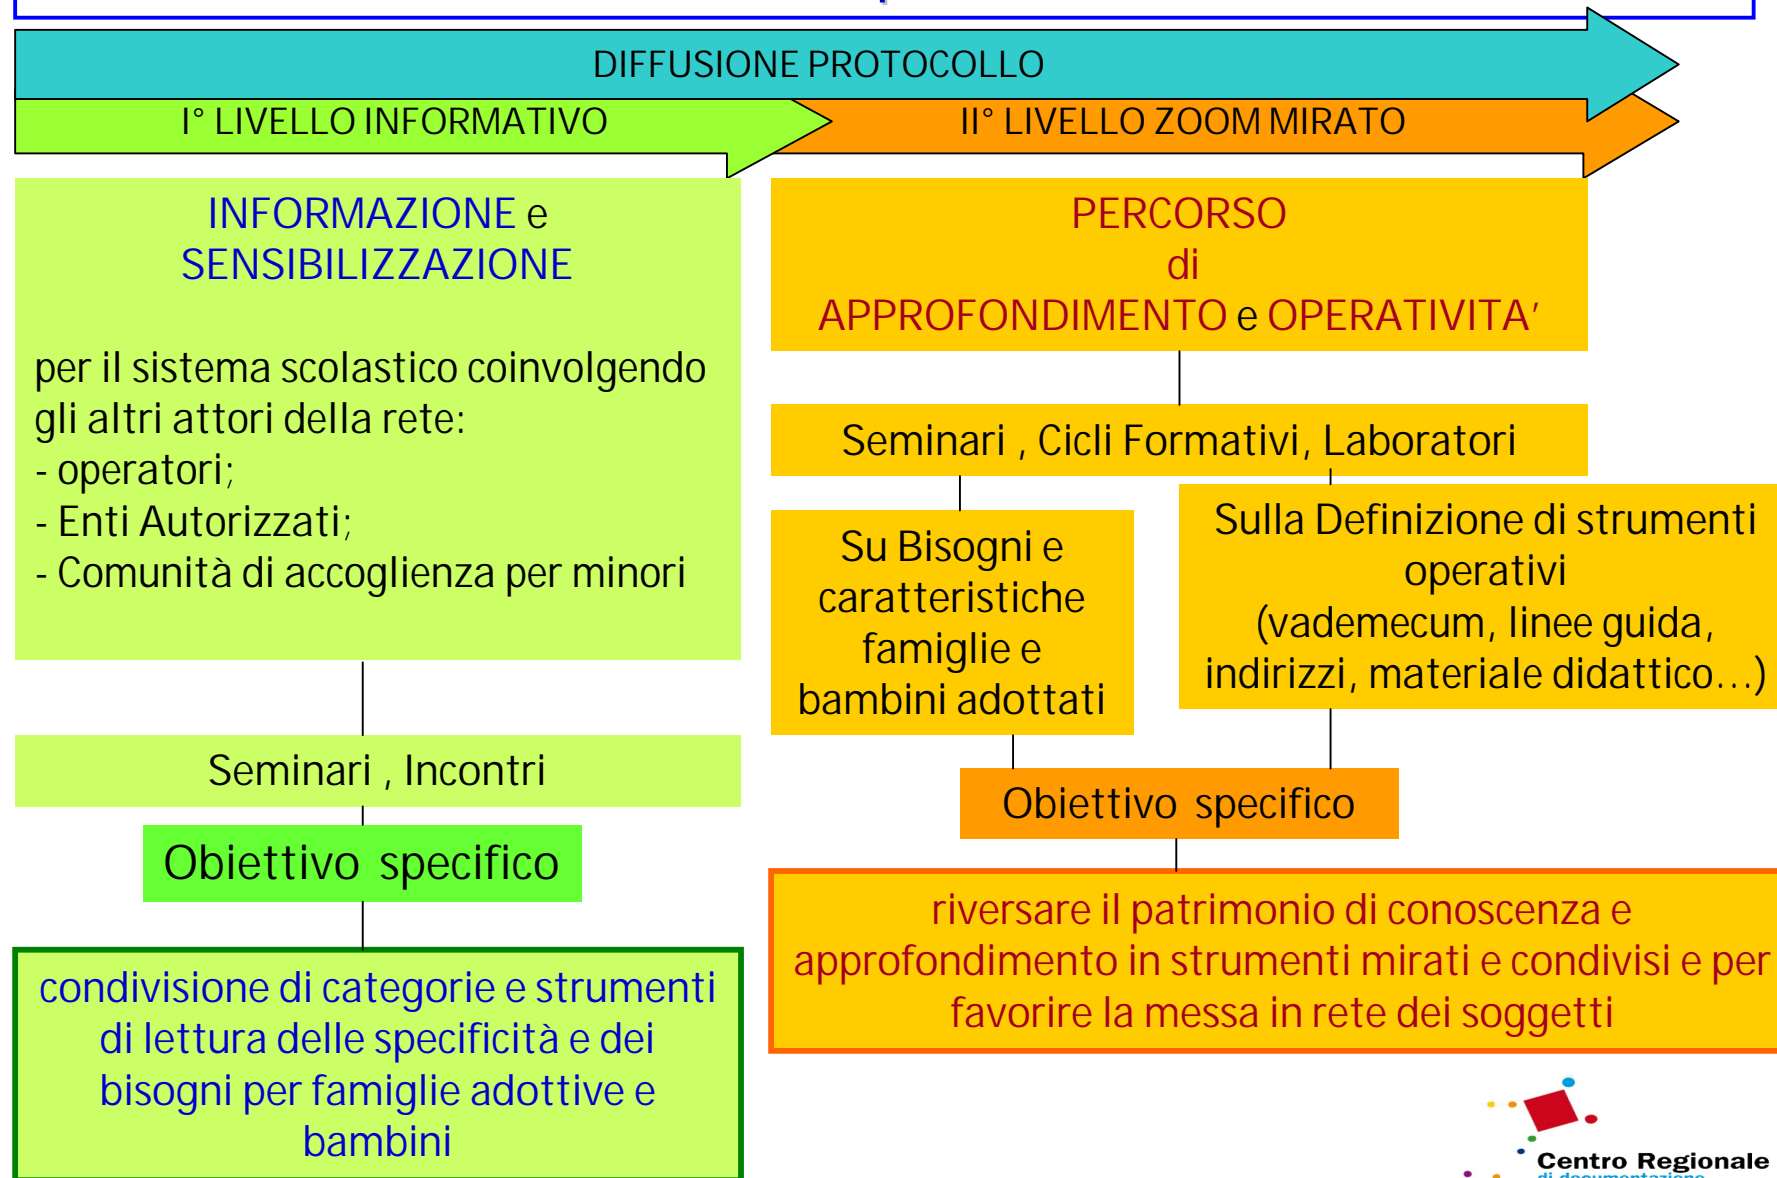 DIFFUSIONE PROTOCOLLO
I° LIVELLO INFORMATIVO
II° LIVELLO ZOOM MIRATO
INFORMAZIONE e
SENSIBILIZZAZIONE
per il sistema scolastico coinvolgendo
gli altri attori della rete:
- operatori;
- Enti Autorizzati;
- Comunità di accoglienza per minori
Seminari , Incontri
Obiettivo specifico
condivisione di categorie e strumenti
di lettura delle specificità e dei
bisogni per famiglie adottive e
bambini
PERCORSO
di
APPROFONDIMENTO e OPERATIVITA'
Seminari , Cicli Formativi, Laboratori
Su Bisogni e
caratteristiche
famiglie e
bambini adottati
Sulla Definizione di strumenti
operativi
(vademecum, linee guida,
indirizzi, materiale didattico...)
Obiettivo specifico
riversare il patrimonio di conoscenza e
approfondimento in strumenti mirati e condivisi e per
favorire la messa in rete dei soggetti
Centro Regionale
di documentazione